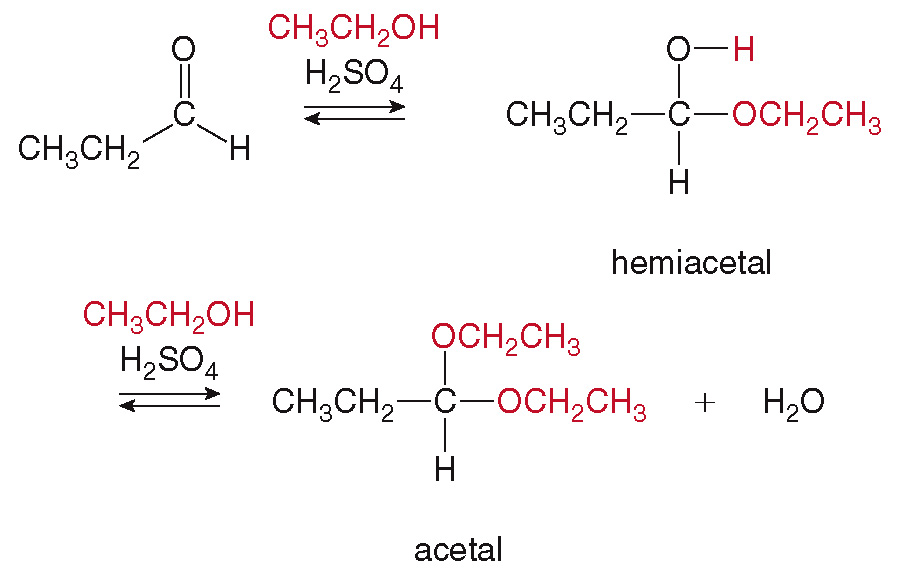 CH3CH2OH
H2SO4
O
C
CH3CH2
H
O—H
CH3CH2—C—OCH2CH3
H
hemiacetal
CH3CH2OH
H2SO4
OCH2CH3
CH3CH2—C—OCH2CH3 + H2O
H
acetal